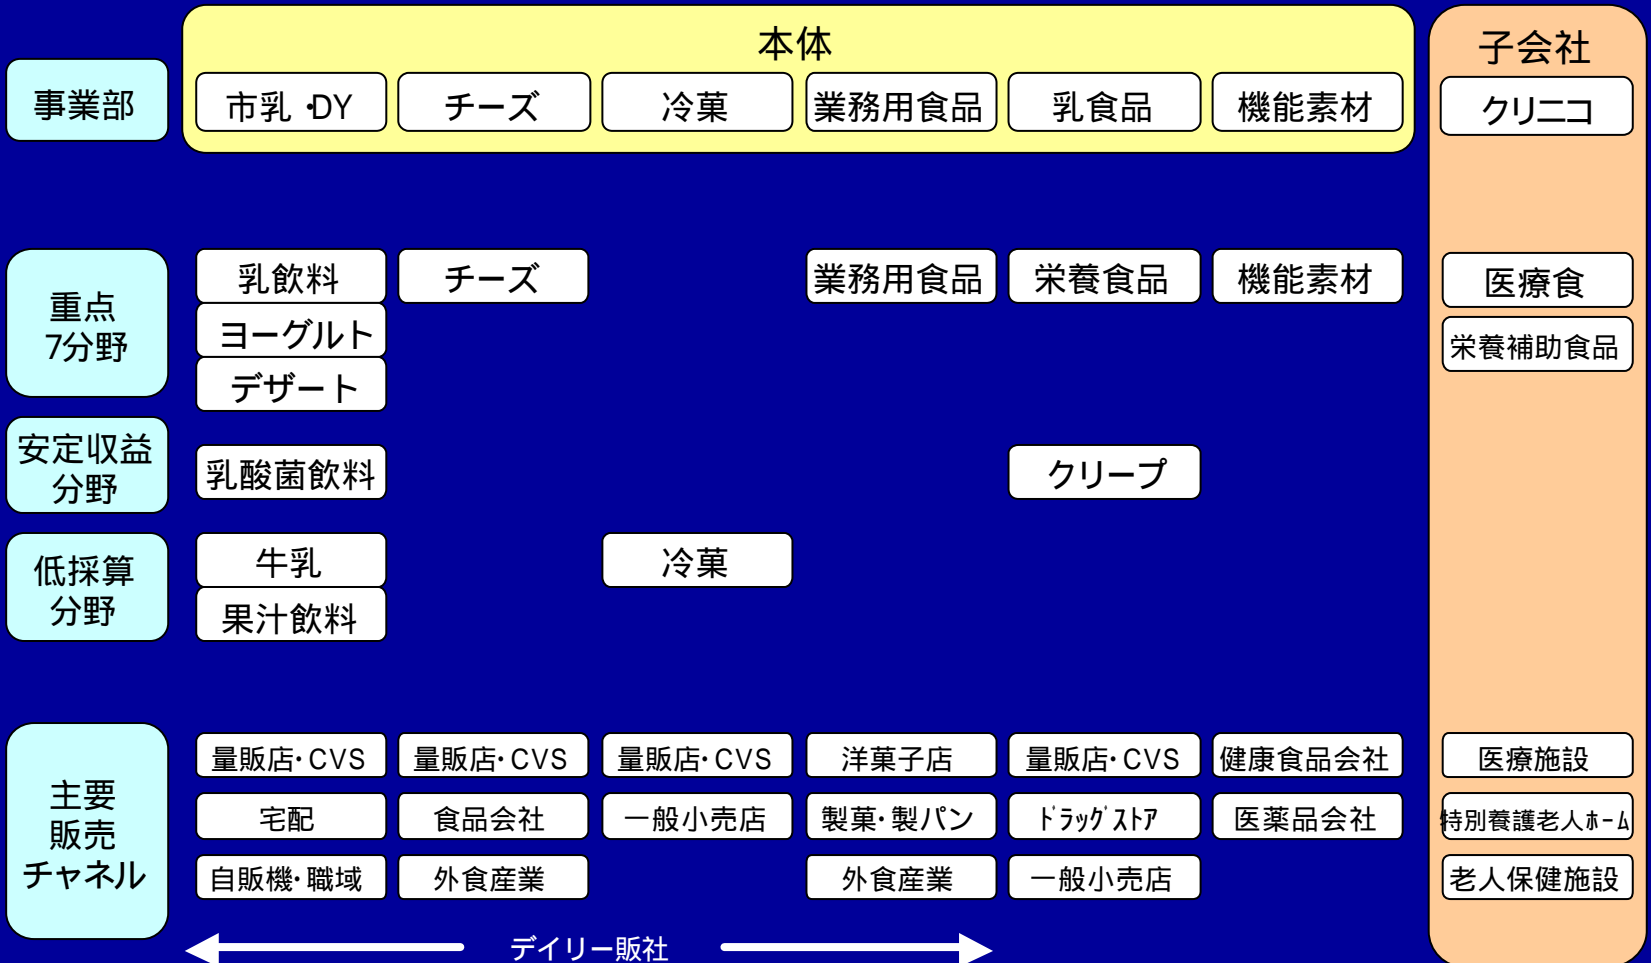 本体
子会社
事業部
市乳・DY
チーズ
冷菓
業務用食品
乳食品
機能素材
クリニコ
重点
7分野
乳飲料
チーズ
業務用食品
栄養食品
機能素材
医療食
ヨーグルト
栄養補助食品
デザート
安定収益
分野
乳酸菌飲料
クリープ
低採算
分野
牛乳
冷菓
果汁飲料
主要
販売
チャネル
量販店・CVS
量販店・CVS
量販店・CVS
洋菓子店
量販店・CVS
健康食品会社
医療施設
宅配
食品会社
一般小売店
製菓・製パン
ﾄﾞﾗｯｸﾞｽﾄｱ
医薬品会社
特別養護老人ﾎｰﾑ
自販機・職域
外食産業
外食産業
一般小売店
老人保健施設
デイリー販社